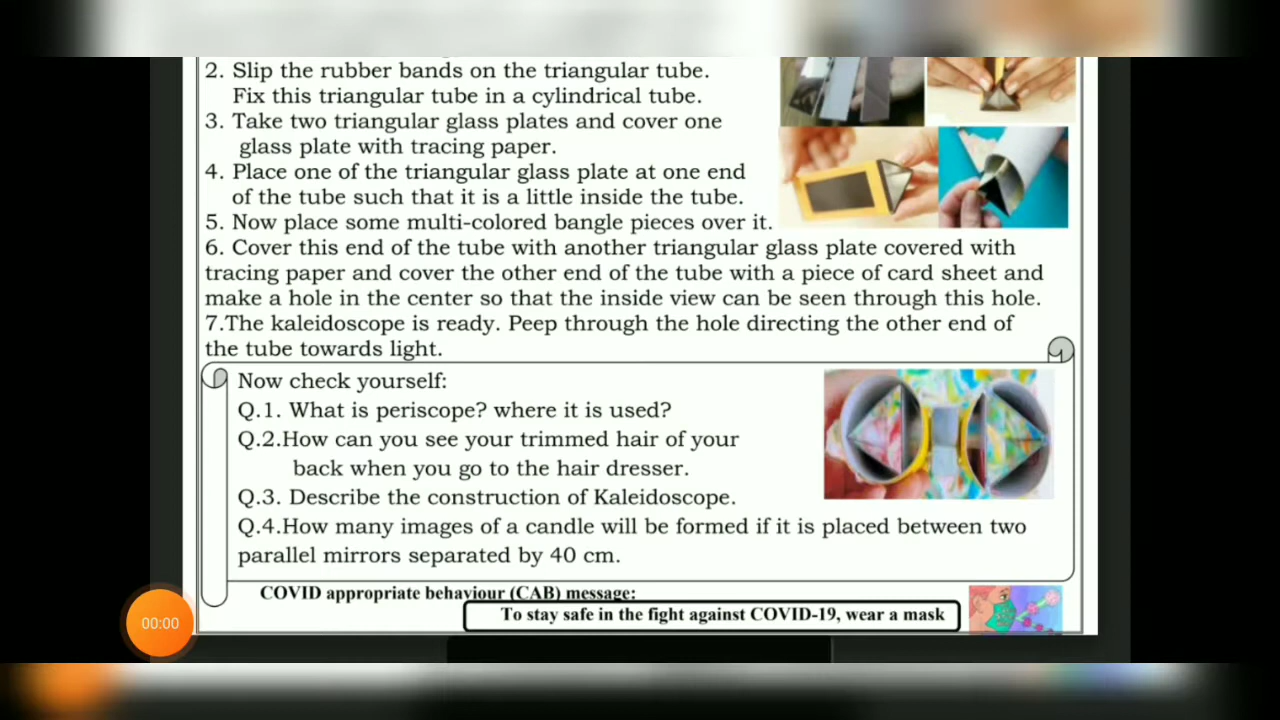 2. Slip the rubber bands on the triangular tube.
Fix this triangular tube in a cylindrical tube.
3. Take two triangular glass plates and cover one
glass plate with tracing paper.
4. Place one of the triangular glass plate at one end
of the tube such that it is a little inside the tube.
5. Now place some multi-colored bangle pieces over it.
6. Cover this end of the tube with another triangular glass plate covered with
tracing paper and cover the other end of the tube with a piece of card sheet and
make a hole in the center so that the inside view can be seen through this hole.
7.The kaleidoscope is ready. Peep through the hole directing the other end of
the tube towards light.
Now check yourself:
Q.1. What is periscope? where it is used?
Q.2.How can you see your trimmed hair of your
back when you go to the hair dresser.
Q.3. Describe the construction of Kaleidoscope.
Q.4.How many images of a candle will be formed if it is placed between two
parallel mirrors separated by 40 cm.
COVID appropriate behaviour (CAB) message:
To stay safe in the fight against COVID-19, wear a mask
00:00